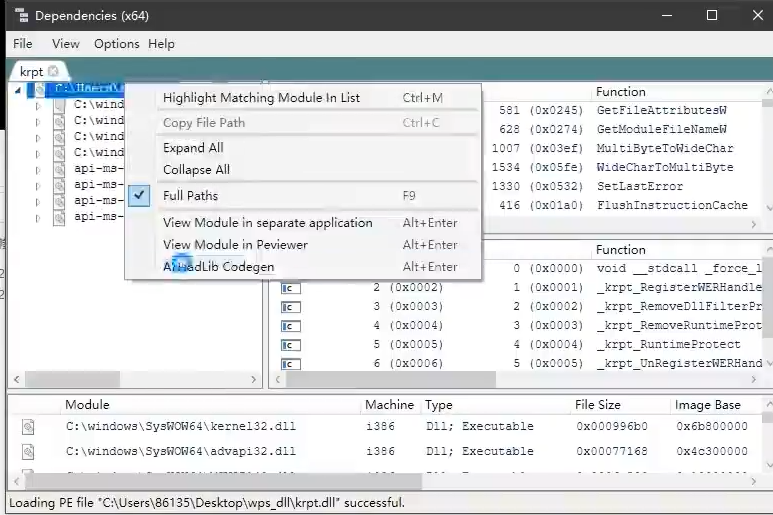 Dependencies (x64)
File View Options Help
krpt
Function
C:\wind
C:\wind
C:\wind
C:\wind
api-ms-
api-ms-
api-ms-
api-ms-
Highlight Matching Module In List Ctrl+M
Copy File Path Ctrl+C
Expand All
Collapse All
Full Paths F9
View Module in separate application Alt+Enter
View Module in Peviewer Alt+Enter
Codegen Alt+Enter
581 (0x0245) GetFileAttributesW
628 (0x0274) GetModuleFileNameW
1007 (0x03ef) MultiByteToWideChar
1534 (0x05fe) WideCharToMultiByte
1330 (0x0532) SetLastError
416 (0x01a0) FlushInstructionCache
Function
0 (0x0000) void __stdcall _force_l
2 (0x0002) 1 (0x0001) _krpt_RegisterWERHandle
3 (0x0003) 2 (0x0002) _krpt_RemoveDllFilterPr
4 (0x0004) 3 (0x0003) _krpt_RemoveRuntimeProt
5 (0x0005) 4 (0x0004) _krpt_RuntimeProtect
6 (0x0006) 5 (0x0005) _krpt_UnRegisterWERHand
Module Machine Type File Size Image Base
C:\windows\SysWOW64\kernel32.dll i386 Dll; Executable 0x000996b0 0x6b800000
C:\windows\SysWOW64\advapi32.dll i386 Dll; Executable 0x00077168 0x4c300000
Loading PE file "C:\Users\86135\Desktop\wps_dll\krpt.dll" successful.